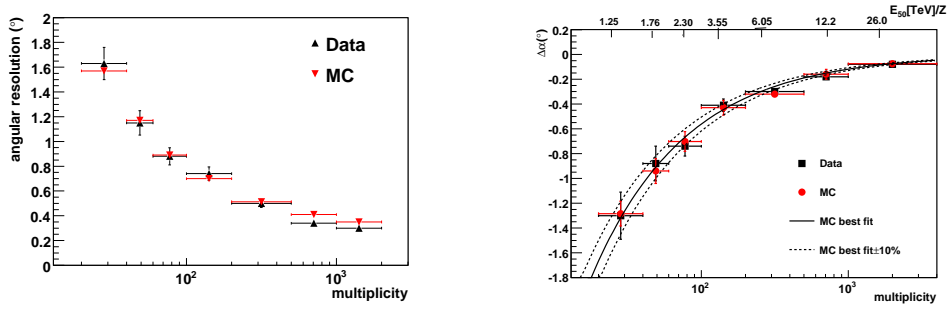 angular resolution (°)
2
1.8
1.6
1.4
1.2
1
0.8
0.6
0.4
0.2
0
Data
MC
10²
10³
multiplicity
E50[TeV]/Z
1.25 1.76 2.30 3.55 6.05 12.2 26.0
Δα(°)
0
-0.2
-0.4
-0.6
-0.8
-1
-1.2
-1.4
-1.6
-1.8
Data
MC
MC best fit
MC best fit±10%
10²
10³
multiplicity